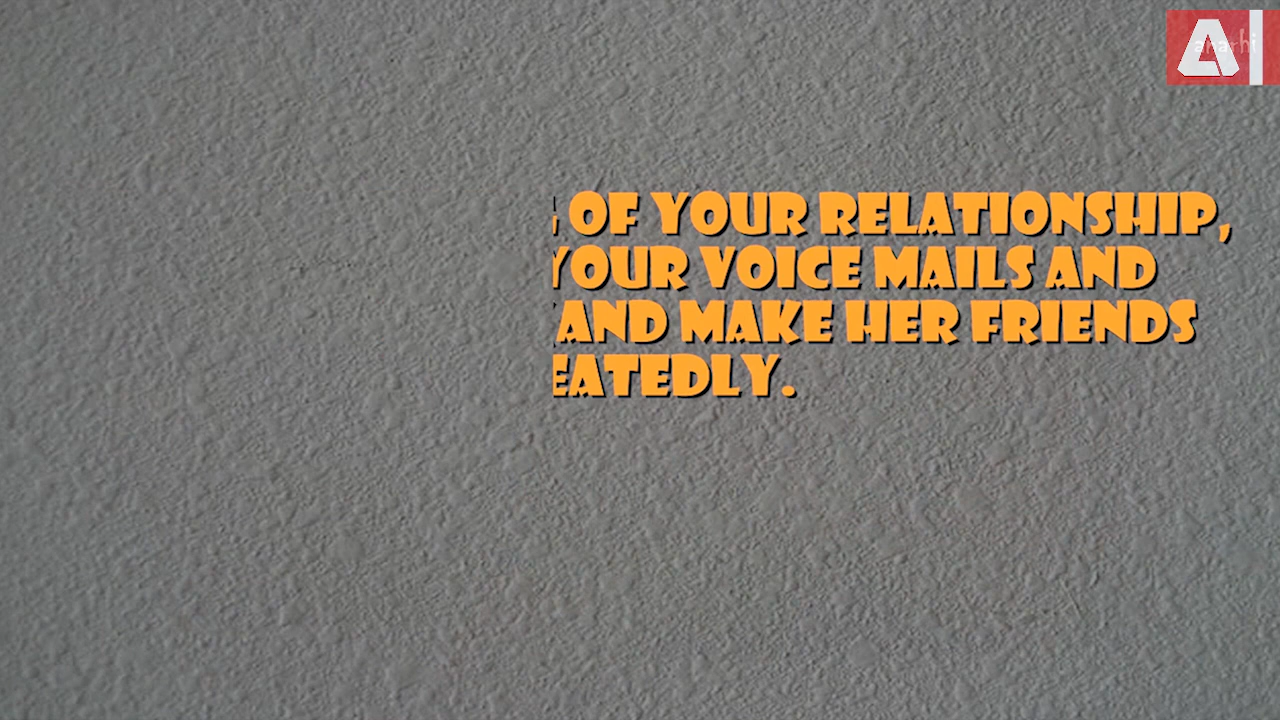 OF YOUR RELATIONSHIP,
YOUR VOICE MAILS AND
AND MAKE HER FRIENDS
EATEDLY.